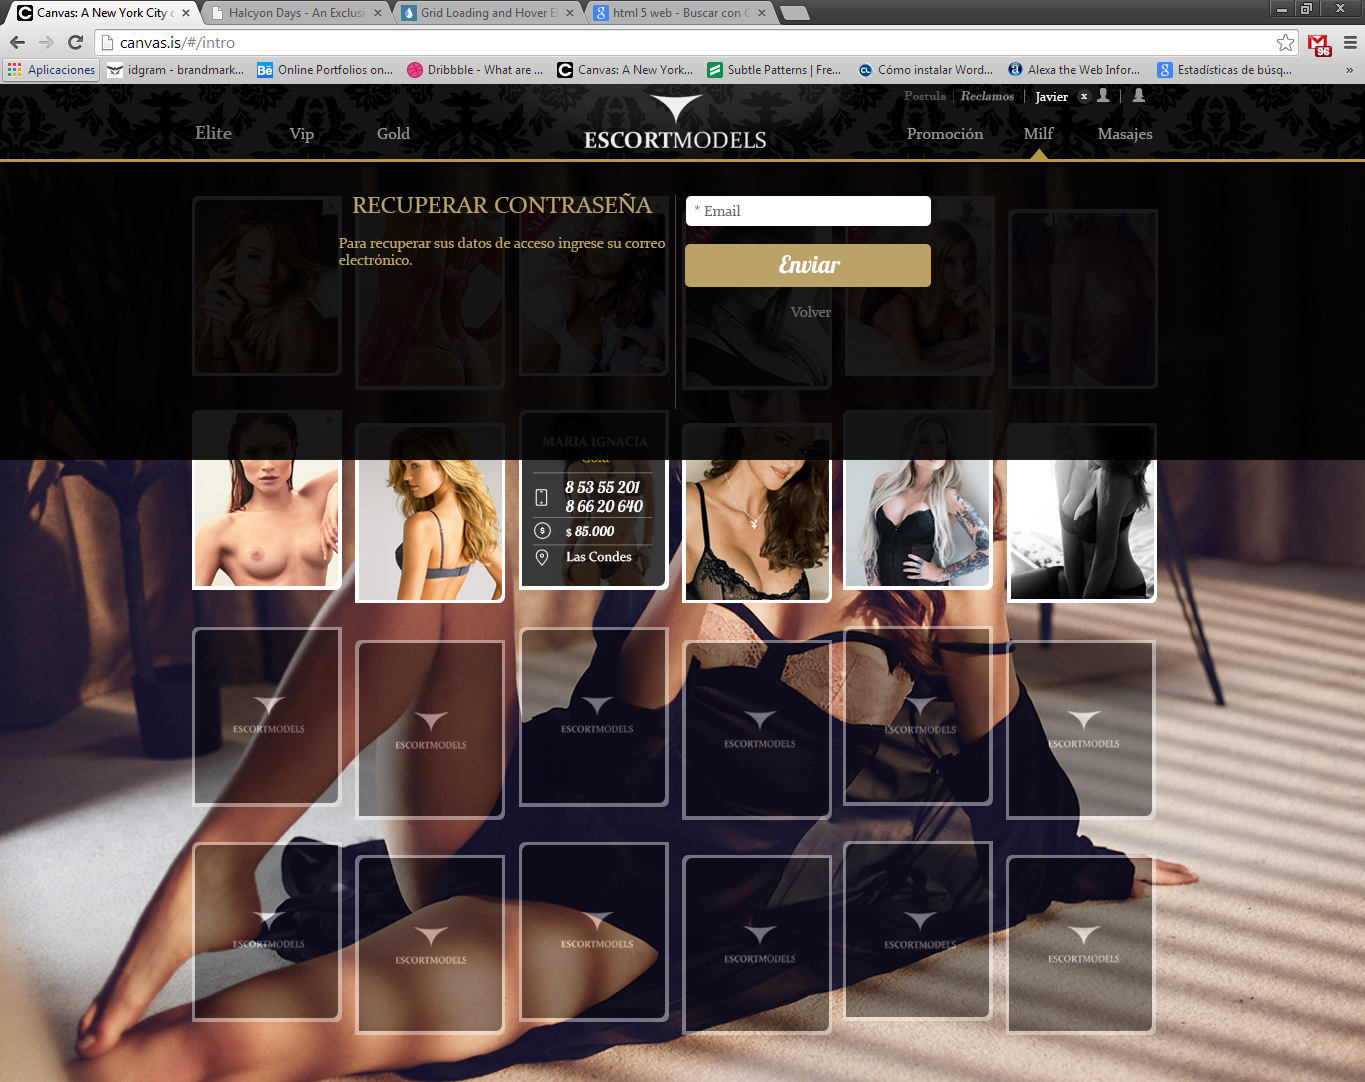 Canvas: A New York City
Halcyon Days - An Exclusi
Grid Loading and Hover E
html 5 web - Buscar con G
canvas.is/#/intro
96
Aplicaciones
idgram - brandmark...
Online Portfolios on...
Dribbble - What are ...
Canvas: A New York...
Subtle Patterns | Fre...
Cómo instalar Word...
Alexa the Web Infor...
Estadísticas de búsq...
»
Postula | Reclamos | Javier x |
Elite
Vip
Gold
ESCORTMODELS
Promoción
Milf
Masajes
RECUPERAR CONTRASEÑA
Para recuperar sus datos de acceso ingrese su correo
electrónico.
* Email
Enviar
Volver
MARIA IGNACIA
Gold
8 53 55 201
8 66 20 640
$ 85.000
Las Condes
ESCORTMODELS
ESCORTMODELS
ESCORTMODELS
ESCORTMODELS
ESCORTMODELS
ESCORTMODELS
ESCORTMODELS
ESCORTMODELS
ESCORTMODELS
ESCORTMODELS
ESCORTMODELS
ESCORTMODELS